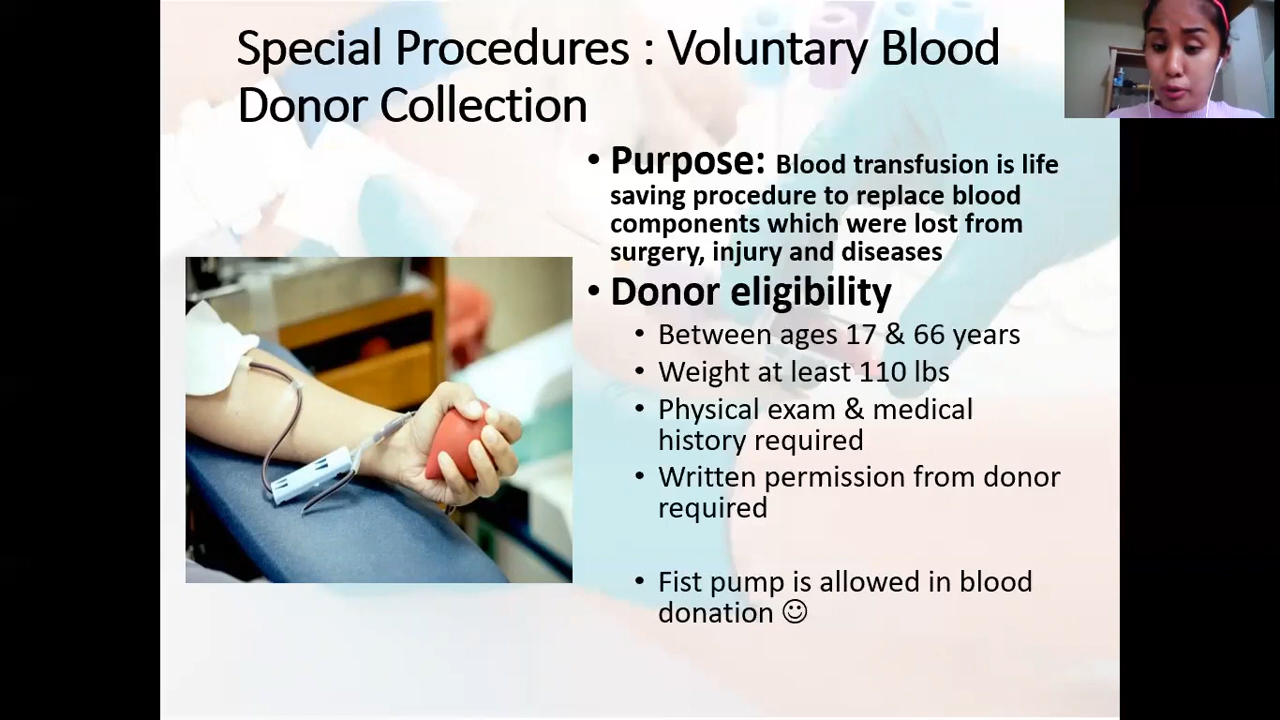 Special Procedures : Voluntary Blood
Donor Collection
• Purpose: Blood transfusion is life
saving procedure to replace blood
components which were lost from
surgery, injury and diseases
• Donor eligibility
• Between ages 17 & 66 years
• Weight at least 110 lbs
• Physical exam & medical
history required
• Written permission from donor
required
• Fist pump is allowed in blood
donation ☺